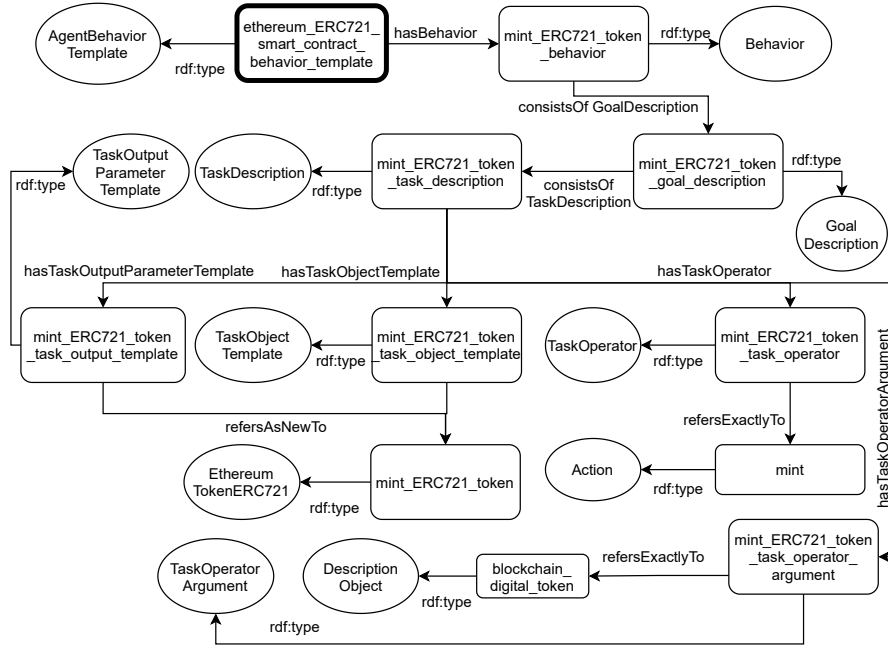 AgentBehavior
Template
rdf:type
ethereum_ERC721_
smart_contract_
behavior_template
hasBehavior
mint_ERC721_token
_behavior
rdf:type
Behavior
consistsOf GoalDescription
TaskOutput
Parameter
Template
rdf:type
TaskDescription
rdf:type
mint_ERC721_token
_task_description
consistsOf
TaskDescription
mint_ERC721_token
_goal_description
rdf:type
Goal
Description
hasTaskOutputParameterTemplate
hasTaskObjectTemplate
hasTaskOperator
mint_ERC721_token
_task_output_template
TaskObject
Template
rdf:type
mint_ERC721_token
_task_object_template
TaskOperator
rdf:type
mint_ERC721_token
_task_operator
hasTaskOperatorArgument
refersAsNewTo
refersExactlyTo
Ethereum
TokenERC721
rdf:type
mint_ERC721_token
Action
rdf:type
mint
TaskOperator
Argument
rdf:type
Description
Object
rdf:type
blockchain_
digital_token
refersExactlyTo
mint_ERC721_token
_task_operator_
argument